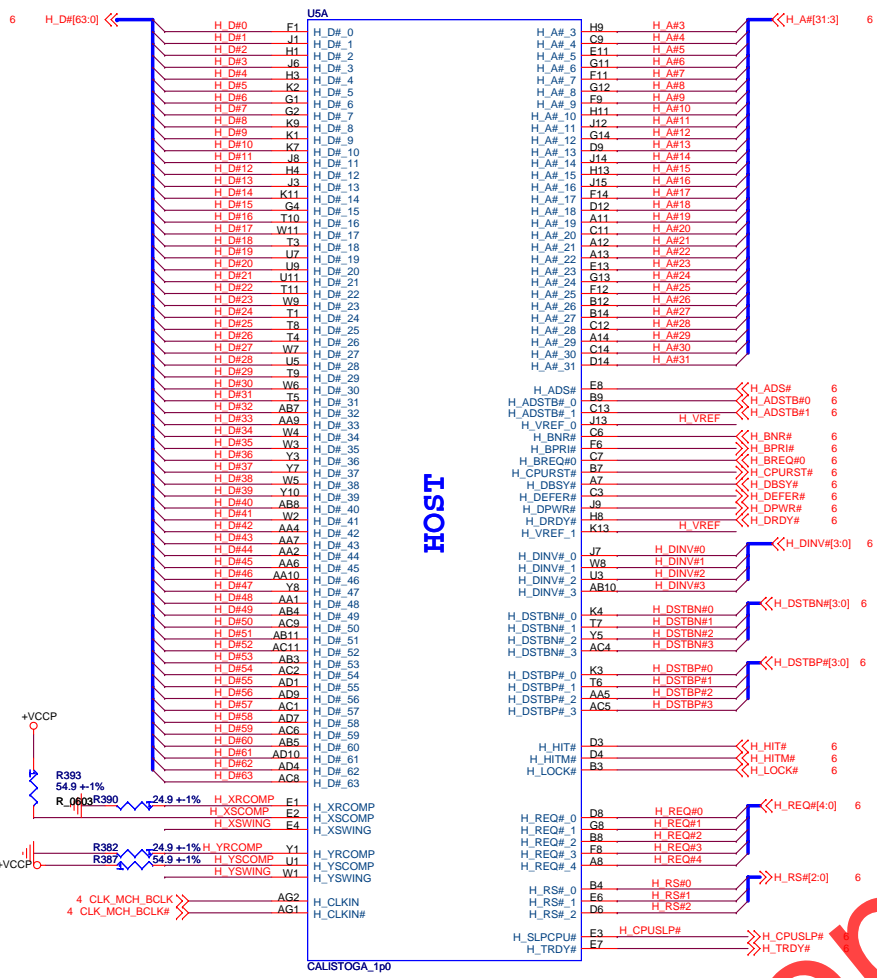 U5A
6 H_D#[63:0]
H_D#0 F1 H_D#_0
H_D#1 J1 H_D#_1
H_D#2 H1 H_D#_2
H_D#3 J6 H_D#_3
H_D#4 H3 H_D#_4
H_D#5 K2 H_D#_5
H_D#6 G1 H_D#_6
H_D#7 G2 H_D#_7
H_D#8 K9 H_D#_8
H_D#9 K1 H_D#_9
H_D#10 K7 H_D#_10
H_D#11 J8 H_D#_11
H_D#12 H4 H_D#_12
H_D#13 J3 H_D#_13
H_D#14 K11 H_D#_14
H_D#15 G4 H_D#_15
H_D#16 T10 H_D#_16
H_D#17 W11 H_D#_17
H_D#18 T3 H_D#_18
H_D#19 U7 H_D#_19
H_D#20 U9 H_D#_20
H_D#21 U11 H_D#_21
H_D#22 T11 H_D#_22
H_D#23 W9 H_D#_23
H_D#24 T1 H_D#_24
H_D#25 T8 H_D#_25
H_D#26 T4 H_D#_26
H_D#27 W7 H_D#_27
H_D#28 U5 H_D#_28
H_D#29 T9 H_D#_29
H_D#30 W6 H_D#_30
H_D#31 T5 H_D#_31
H_D#32 AB7 H_D#_32
H_D#33 AA9 H_D#_33
H_D#34 W4 H_D#_34
H_D#35 W3 H_D#_35
H_D#36 Y3 H_D#_36
H_D#37 Y7 H_D#_37
H_D#38 W5 H_D#_38
H_D#39 Y10 H_D#_39
H_D#40 AB8 H_D#_40
H_D#41 W2 H_D#_41
H_D#42 AA4 H_D#_42
H_D#43 AA7 H_D#_43
H_D#44 AA2 H_D#_44
H_D#45 AA6 H_D#_45
H_D#46 AA10 H_D#_46
H_D#47 Y8 H_D#_47
H_D#48 AA1 H_D#_48
H_D#49 AB4 H_D#_49
H_D#50 AC9 H_D#_50
H_D#51 AB11 H_D#_51
H_D#52 AC11 H_D#_52
H_D#53 AB3 H_D#_53
H_D#54 AC2 H_D#_54
H_D#55 AD1 H_D#_55
H_D#56 AD9 H_D#_56
H_D#57 AC1 H_D#_57
H_D#58 AD7 H_D#_58
H_D#59 AC6 H_D#_59
H_D#60 AB5 H_D#_60
H_D#61 AD10 H_D#_61
H_D#62 AD4 H_D#_62
H_D#63 AC8 H_D#_63
+VCCP
R393
54.9 +-1%
R_0603
R390 24.9 +-1% H_XRCOMP E1 H_XRCOMP
H_XSCOMP E2 H_XSCOMP
H_XSWING E4 H_XSWING
R382 24.9 +-1% H_YRCOMP Y1 H_YRCOMP
+VCCP R387 54.9 +-1% H_YSCOMP U1 H_YSCOMP
H_YSWING W1 H_YSWING
4 CLK_MCH_BCLK AG2 H_CLKIN
4 CLK_MCH_BCLK# AG1 H_CLKIN#
HOST
H_A#[31:3] 6
H_A#_3 H9 H_A#3
H_A#_4 C9 H_A#4
H_A#_5 E11 H_A#5
H_A#_6 G11 H_A#6
H_A#_7 F11 H_A#7
H_A#_8 G12 H_A#8
H_A#_9 F9 H_A#9
H_A#_10 H11 H_A#10
H_A#_11 J12 H_A#11
H_A#_12 G14 H_A#12
H_A#_13 D9 H_A#13
H_A#_14 J14 H_A#14
H_A#_15 H13 H_A#15
H_A#_16 J15 H_A#16
H_A#_17 F14 H_A#17
H_A#_18 D12 H_A#18
H_A#_19 A11 H_A#19
H_A#_20 C11 H_A#20
H_A#_21 A12 H_A#21
H_A#_22 A13 H_A#22
H_A#_23 E13 H_A#23
H_A#_24 G13 H_A#24
H_A#_25 F12 H_A#25
H_A#_26 B12 H_A#26
H_A#_27 B14 H_A#27
H_A#_28 C12 H_A#28
H_A#_29 A14 H_A#29
H_A#_30 C14 H_A#30
H_A#_31 D14 H_A#31
H_ADS# E8 H_ADS# 6
H_ADSTB#_0 B9 H_ADSTB#0 6
H_ADSTB#_1 C13 H_ADSTB#1 6
H_VREF_0 J13 H_VREF
H_BNR# C6 H_BNR# 6
H_BPRI# F6 H_BPRI# 6
H_BREQ#0 C7 H_BREQ#0 6
H_CPURST# B7 H_CPURST# 6
H_DBSY# A7 H_DBSY# 6
H_DEFER# C3 H_DEFER# 6
H_DPWR# J9 H_DPWR# 6
H_DRDY# H8 H_DRDY# 6
H_VREF_1 K13 H_VREF
H_DINV#[3:0] 6
H_DINV#_0 J7 H_DINV#0
H_DINV#_1 W8 H_DINV#1
H_DINV#_2 U3 H_DINV#2
H_DINV#_3 AB10 H_DINV#3
H_DSTBN#[3:0] 6
H_DSTBN#_0 K4 H_DSTBN#0
H_DSTBN#_1 T7 H_DSTBN#1
H_DSTBN#_2 Y5 H_DSTBN#2
H_DSTBN#_3 AC4 H_DSTBN#3
H_DSTBP#[3:0] 6
H_DSTBP#_0 K3 H_DSTBP#0
H_DSTBP#_1 T6 H_DSTBP#1
H_DSTBP#_2 AA5 H_DSTBP#2
H_DSTBP#_3 AC5 H_DSTBP#3
H_HIT# D3 H_HIT# 6
H_HITM# D4 H_HITM# 6
H_LOCK# B3 H_LOCK# 6
H_REQ#[4:0] 6
H_REQ#_0 D8 H_REQ#0
H_REQ#_1 G8 H_REQ#1
H_REQ#_2 B8 H_REQ#2
H_REQ#_3 F8 H_REQ#3
H_REQ#_4 A8 H_REQ#4
H_RS#[2:0] 6
H_RS#_0 B4 H_RS#0
H_RS#_1 E6 H_RS#1
H_RS#_2 D6 H_RS#2
H_SLPCPU# E3 H_CPUSLP# H_CPUSLP# 6
H_TRDY# E7 H_TRDY# 6
CALISTOGA_1p0